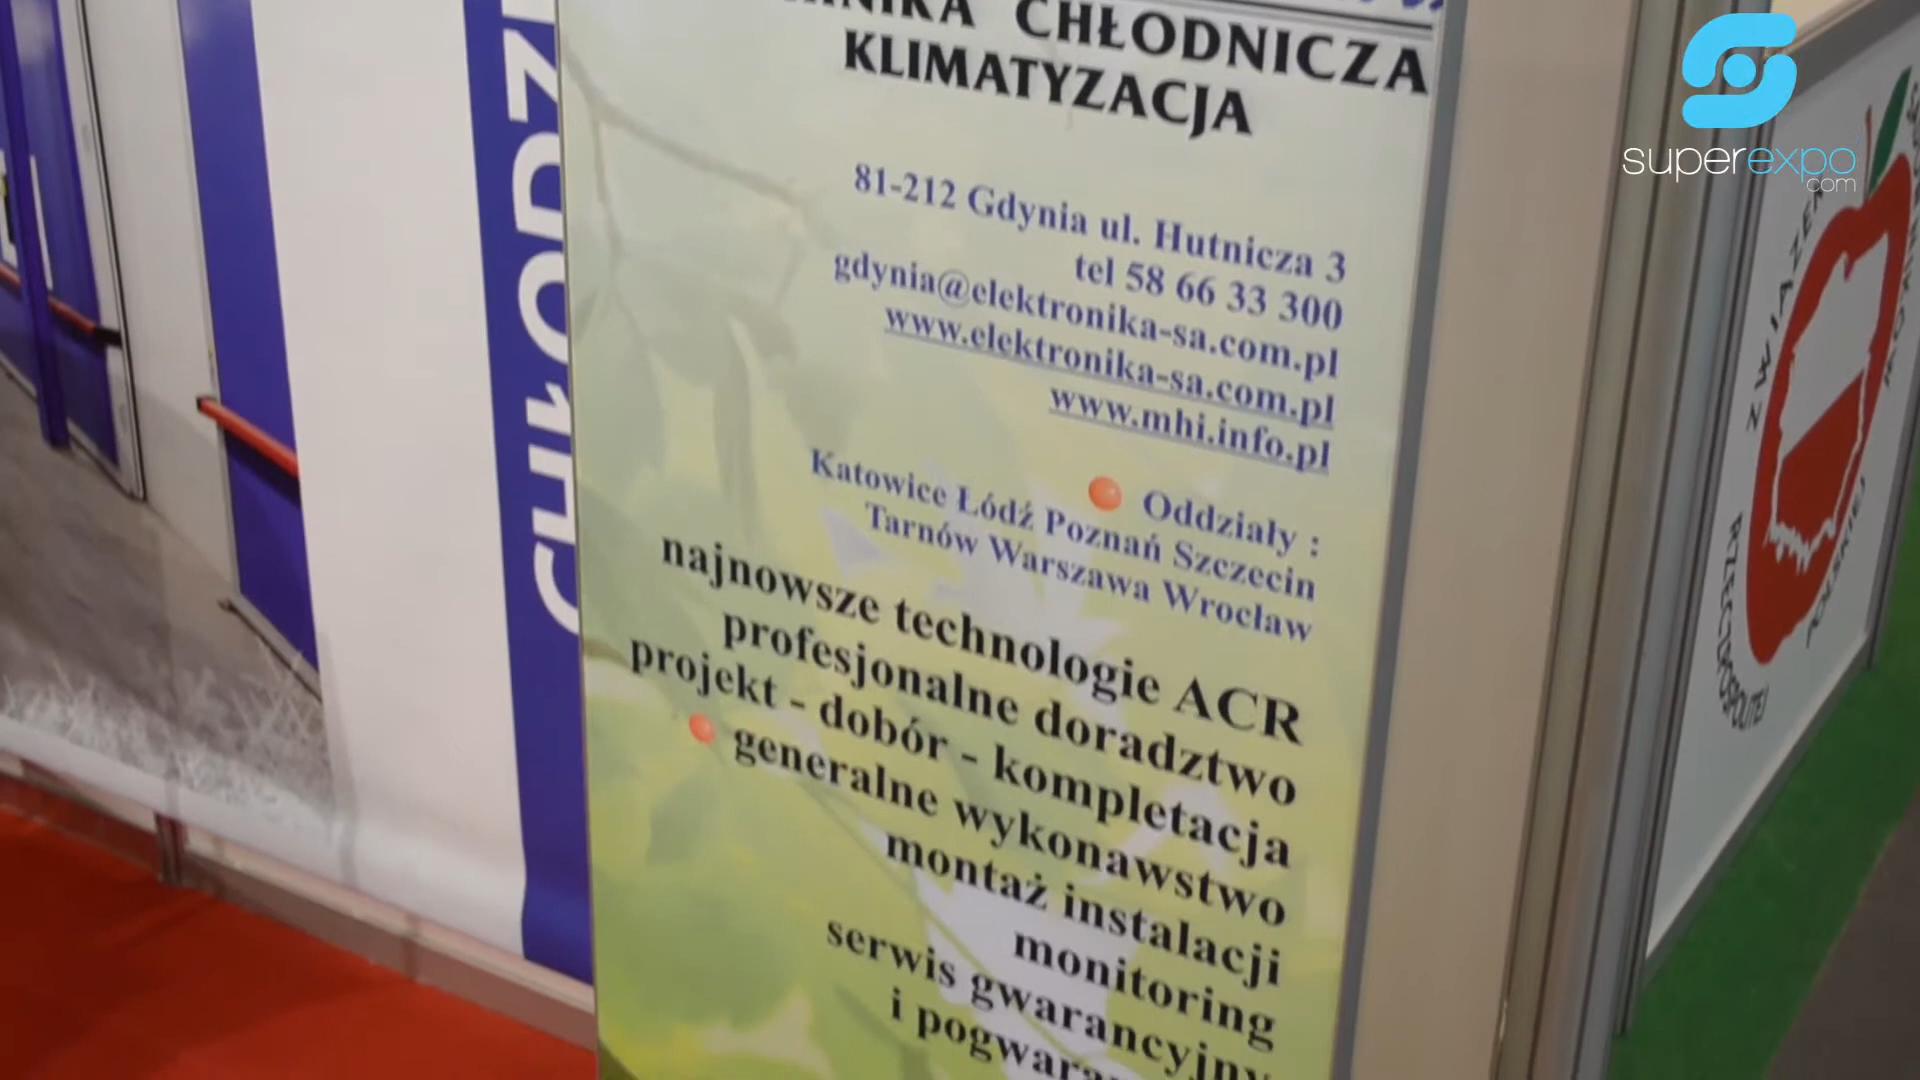 CHŁODNICZA
KLIMATYZACJA
81-212 Gdynia ul. Hutnicza 3
tel 58 66 33 300
gdynia@elektronika-sa.com.pl
www.elektronika-sa.com.pl
www.mhi.info.pl
Oddziały :
Katowice Łódź Poznań Szczecin
Tarnów Warszawa Wrocław
najnowsze technologie ACR
profesjonalne doradztwo
projekt - dobór - kompletacja
generalne wykonawstwo
montaż instalacji
monitoring
serwis gwarancyjny
i
superexpo
.com
RZECZYPOSPOLITEJ
POLSKIEJ